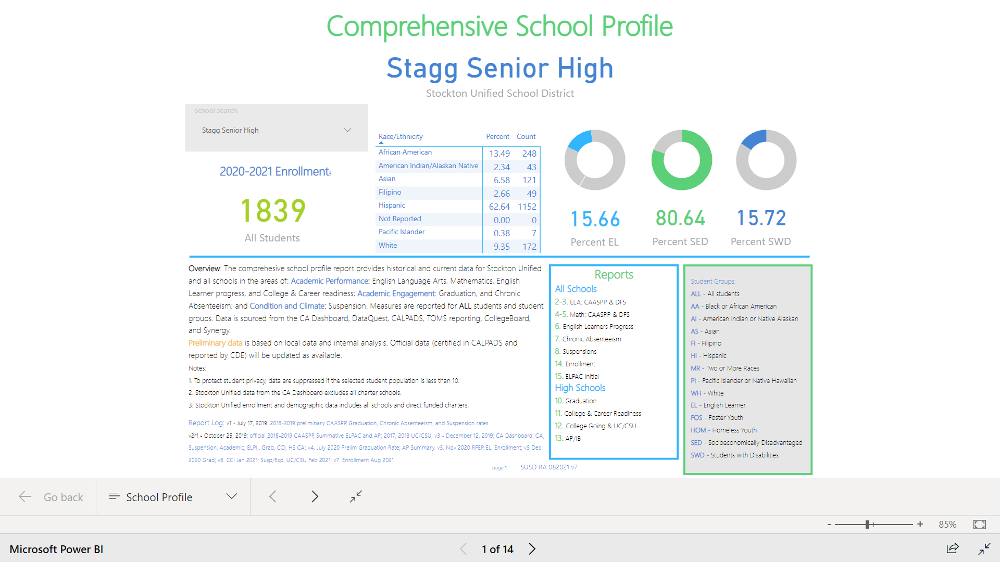 Comprehensive School Profile
Stagg Senior High
Stockton Unified School District
school search
Stagg Senior High
2020-2021 Enrollment3
1839
All Students
Race/Ethnicity Percent Count
African American 13.49 248
American Indian/Alaskan Native 2.34 43
Asian 6.58 121
Filipino 2.66 49
Hispanic 62.64 1152
Not Reported 0.00 0
Pacific Islander 0.38 7
White 9.35 172
15.66
Percent EL
80.64
Percent SED
15.72
Percent SWD
Overview: The comprehesive school profile report provides historical and current data for Stockton Unified
and all schools in the areas of: Academic Performance: English Language Arts, Mathematics, English
Learner progress, and College & Career readiness; Academic Engagement: Graduation, and Chronic
Absenteeism; and Condition and Climate: Suspension. Measures are reported for ALL students and student
groups. Data is sourced from the CA Dashboard, DataQuest, CALPADS, TOMS reporting, CollegeBoard,
and Synergy.
Preliminary data is based on local data and internal analysis. Official data (certified in CALPADS and
reported by CDE) will be updated as available.
Notes:
1. To protect student privacy, data are suppressed if the selected student population is less than 10.
2. Stockton Unified data from the CA Dashboard excludes all charter schools.
3. Stockton Unified enrollment and demographic data includes all schools and direct funded charters.
Report Log: v1 - July 17, 2019: 2018-2019 preliminary CAASPP, Graduation, Chronic Absenteeism, and Suspension rates.
v2r1 - October 25, 2019; official 2018-2019 CAASPP, Summative ELPAC and AP; 2017, 2018 UC/CSU; v3 - December 12, 2019; CA Dashboard: CA,
Suspension, Academic, ELPI,, Grad, CCI; HS CA; v4. July 2020 Prelim Graduation Rate; AP Summary. v5. Nov 2020 RFEP, EL, Enrollment; v5 Dec
2020 Grad; v6. CCI Jan 2021; Susp/Exp, UC/CSU Feb 2021; v7. Enrollment Aug 2021
page 1 SUSD RA 082021 v7
Reports
All Schools
2-3. ELA: CAASPP & DFS
4-5. Math: CAASPP & DFS
6. English Learners Progress
7. Chronic Absenteeism
8. Suspensions
14. Enrollment
15. ELPAC Initial
High Schools
10. Graduation
11. College & Career Readiness
12. College Going & UC/CSU
13. AP/IB
Student Groups:
ALL - All students
AA - Black or African American
AI - American Indian or Native Alaskan
AS - Asian
FI - Filipino
HI - Hispanic
MR - Two or More Races
PI - Pacific Islander or Native Hawaiian
WH - White
EL - English Learner
FOS - Foster Youth
HOM - Homeless Youth
SED - Socioeconomically Disadvantaged
SWD - Students with Disabilities
Go back
School Profile
- + 85%
Microsoft Power BI
1 of 14